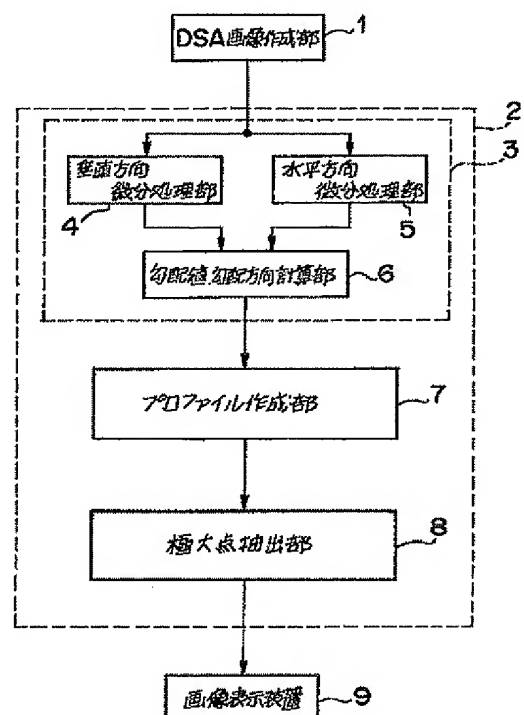 DSA画像作成部
1
2
3
垂直方向
微分処理部
4
水平方向
微分処理部
5
勾配値,勾配方向計算部
6
プロファイル作成部
7
極大点抽出部
8
画像表示装置
9